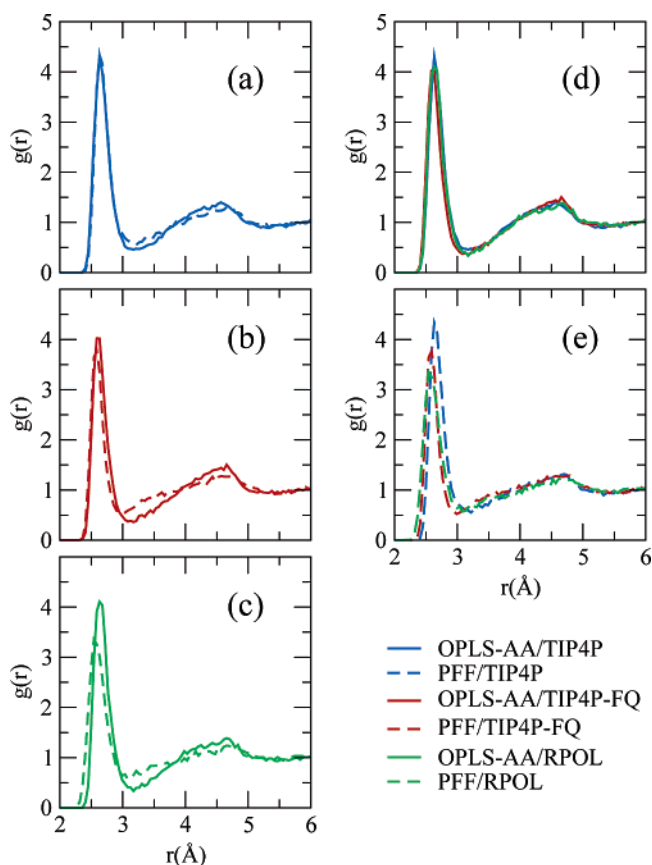 5
4
3
2
1
0
g(r)
(a)
(d)
5
4
3
2
1
0
g(r)
4
3
2
1
0
g(r)
(b)
(e)
4
3
2
1
0
g(r)
2 3 4 5 6
r(Å)
4
3
2
1
0
g(r)
(c)
2 3 4 5 6
r(Å)
OPLS-AA/TIP4P
PFF/TIP4P
OPLS-AA/TIP4P-FQ
PFF/TIP4P-FQ
OPLS-AA/RPOL
PFF/RPOL